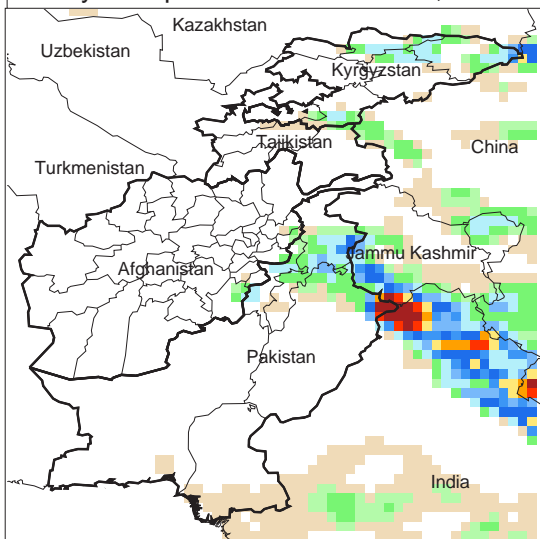 Kazakhstan
Uzbekistan
Kyrgyzstan
Tajikistan
China
Turkmenistan
Jammu Kashmir
Afghanistan
Pakistan
India